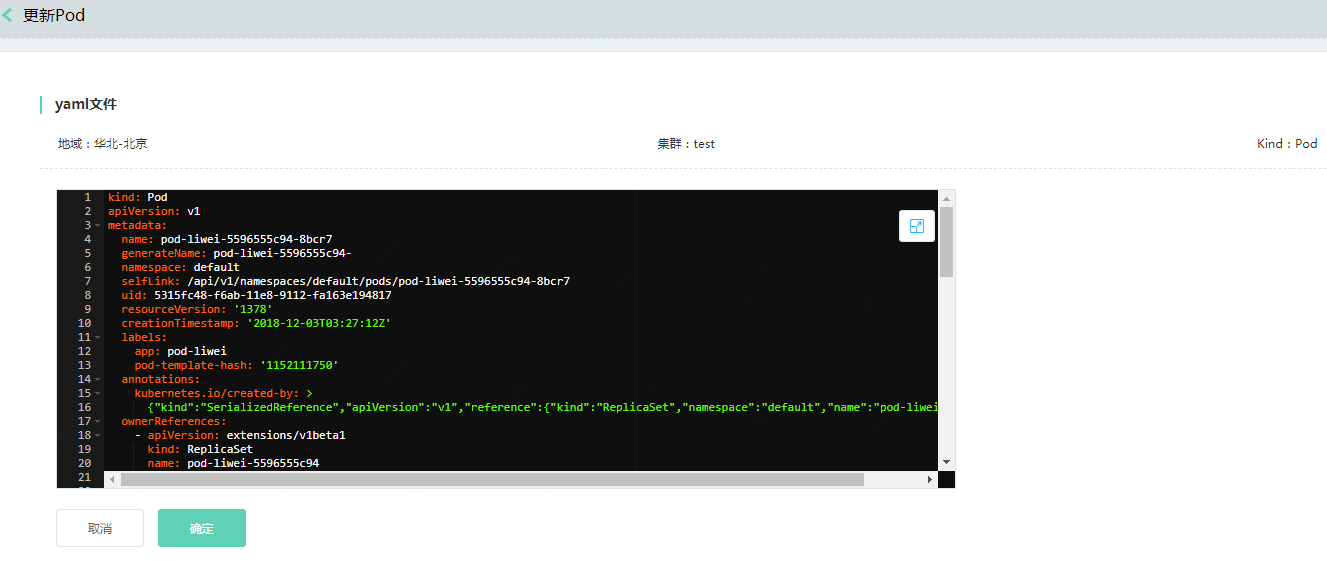 更新Pod
yaml文件
地域：华北-北京 集群：test Kind：Pod
1 kind: Pod
2 apiVersion: v1
3 metadata:
4 name: pod-liwei-5596555c94-8bcr7
5 generateName: pod-liwei-5596555c94-
6 namespace: default
7 selfLink: /api/v1/namespaces/default/pods/pod-liwei-5596555c94-8bcr7
8 uid: 5315fc48-f6ab-11e8-9112-fa163e194817
9 resourceVersion: '1378'
10 creationTimestamp: '2018-12-03T03:27:12Z'
11 labels:
12 app: pod-liwei
13 pod-template-hash: '1152111750'
14 annotations:
15 kubernetes.io/created-by: >
16 {"kind":"SerializedReference","apiVersion":"v1","reference":{"kind":"ReplicaSet","namespace":"default","name":"pod-liwei
17 ownerReferences:
18 - apiVersion: extensions/v1beta1
19 kind: ReplicaSet
20 name: pod-liwei-5596555c94
21
取消 确定